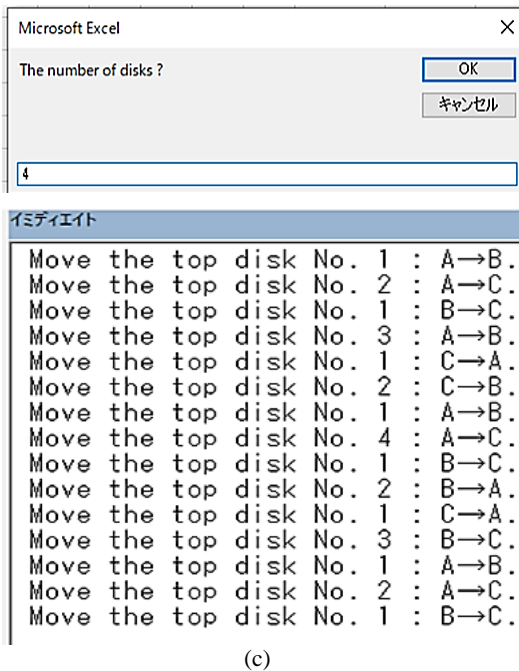 Microsoft Excel
The number of disks ?
OK
キャンセル
4
イミディエイト
Move the top disk No. 1 : A→B.
Move the top disk No. 2 : A→C.
Move the top disk No. 1 : B→C.
Move the top disk No. 3 : A→B.
Move the top disk No. 1 : C→A.
Move the top disk No. 2 : C→B.
Move the top disk No. 1 : A→B.
Move the top disk No. 4 : A→C.
Move the top disk No. 1 : B→C.
Move the top disk No. 2 : B→A.
Move the top disk No. 1 : C→A.
Move the top disk No. 3 : B→C.
Move the top disk No. 1 : A→B.
Move the top disk No. 2 : A→C.
Move the top disk No. 1 : B→C.
(c)